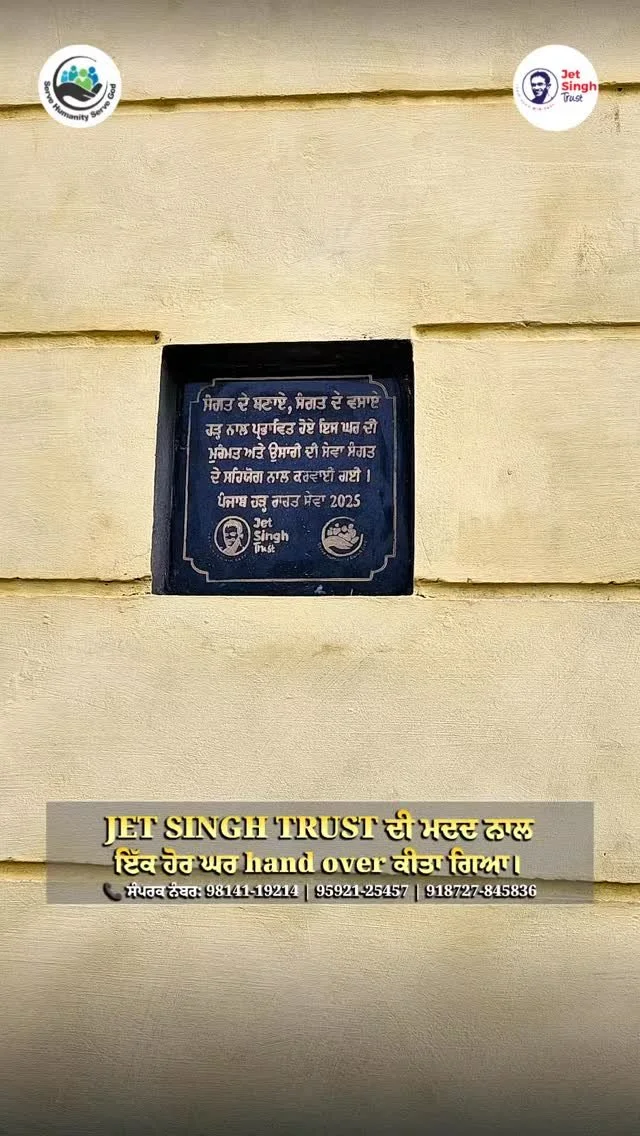 Serve Humanity Serve God
Jet
Singh
Trust
ਸੰਗਤ ਦੇ ਬਣਾਏ, ਸੰਗਤ ਦੇ ਵਸਾਏ
ਹੜ੍ਹ ਨਾਲ ਪ੍ਰਭਾਵਿਤ ਹੋਏ ਇਸ ਘਰ ਦੀ
ਮੁਰੰਮਤ ਅਤੇ ਉਸਾਰੀ ਦੀ ਸੇਵਾ ਸੰਗਤ
ਦੇ ਸਹਿਯੋਗ ਨਾਲ ਕਰਵਾਈ ਗਈ ।
ਪੰਜਾਬ ਹੜ੍ਹ ਰਾਹਤ ਸੇਵਾ 2025
Jet
Singh
Trust
JET SINGH TRUST ਦੀ ਮਦਦ ਨਾਲ
ਇੱਕ ਹੋਰ ਘਰ hand over ਕੀਤਾ ਗਿਆ।
ਸੰਪਰਕ ਨੰਬਰ: 98141-19214 | 95921-25457 | 918727-845836